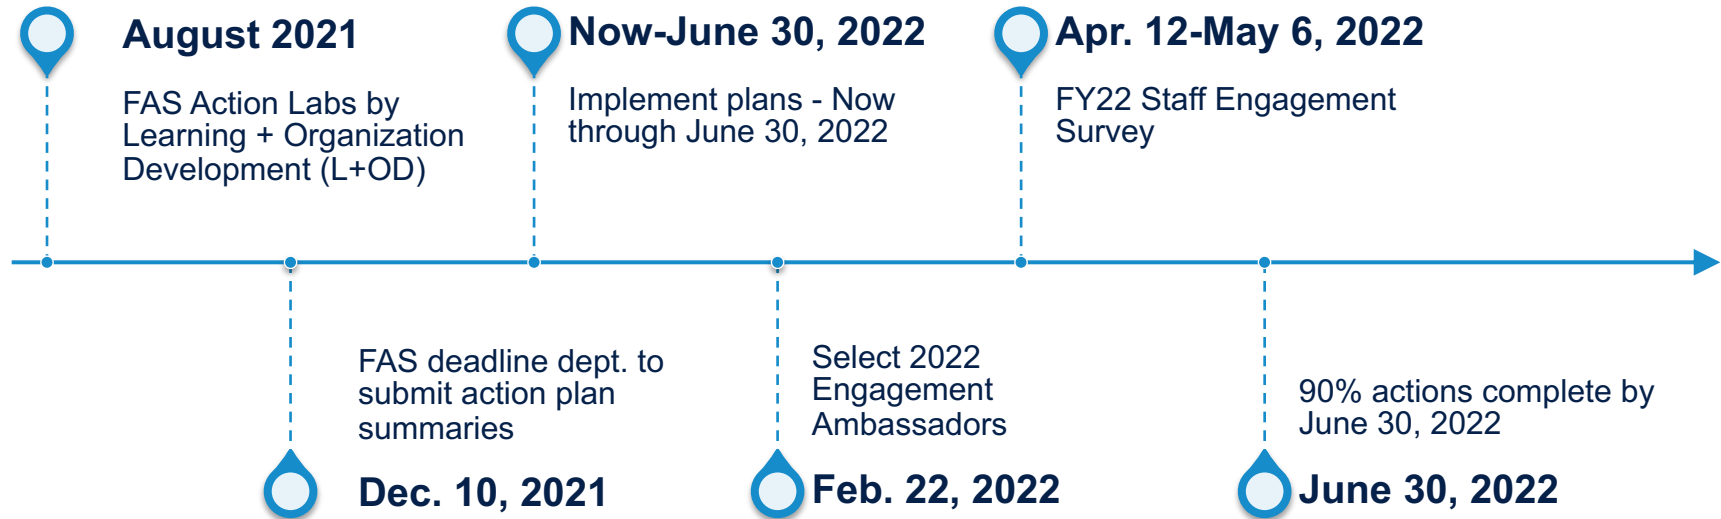 August 2021
FAS Action Labs by
Learning + Organization
Development (L+OD)
Now-June 30, 2022
Implement plans - Now
through June 30, 2022
Apr. 12-May 6, 2022
FY22 Staff Engagement
Survey
FAS deadline dept. to
submit action plan
summaries
Dec. 10, 2021
Select 2022
Engagement
Ambassadors
Feb. 22, 2022
90% actions complete by
June 30, 2022
June 30, 2022